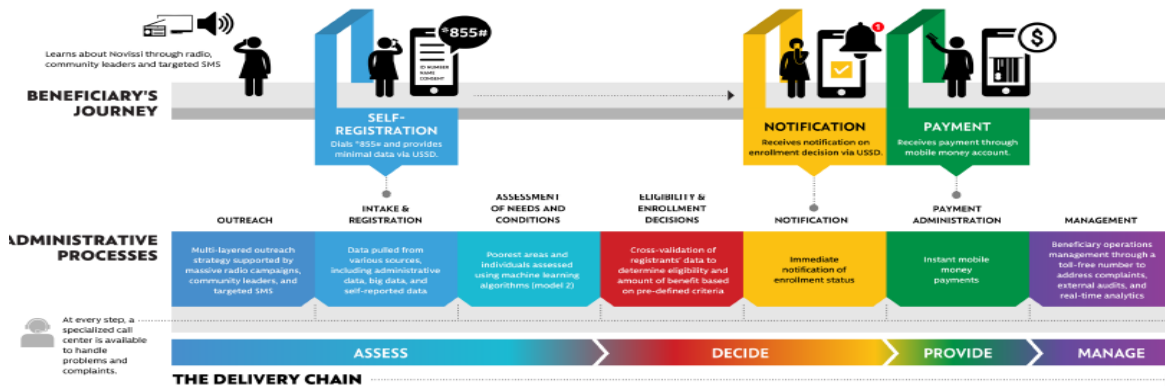 Learns about Novissi through radio,
community leaders and targeted SMS
*855#
ID NUMBER
NAME
CONSENT
1
$
BENEFICIARY'S
JOURNEY
SELF-
REGISTRATION
Dials *855# and provides
minimal data via USSD.
NOTIFICATION
Receives notification on
enrollment decision via USSD.
PAYMENT
Receives payment through
mobile money account.
OUTREACH
INTAKE &
REGISTRATION
ASSESSMENT
OF NEEDS AND
CONDITIONS
ELIGIBILITY &
ENROLLMENT
DECISIONS
NOTIFICATION
PAYMENT
ADMINISTRATION
MANAGEMENT
ADMINISTRATIVE
PROCESSES
Multi-layered outreach
strategy supported by
massive radio campaigns,
community leaders, and
targeted SMS
Data pulled from
various sources,
including administrative
data, big data, and
self-reported data
Poorest areas and
individuals assessed
using machine learning
algorithms (model 2)
Cross-validation of
registrants' data to
determine eligibility and
amount of benefit based
on pre-defined criteria
Immediate
notification of
enrollment status
Instant mobile
money
payments
Beneficiary operations
management through a
toll-free number to
address complaints,
external audits, and
real-time analytics
At every step, a
specialized call
center is available
to handle
problems and
complaints.
ASSESS
DECIDE
PROVIDE
MANAGE
THE DELIVERY CHAIN